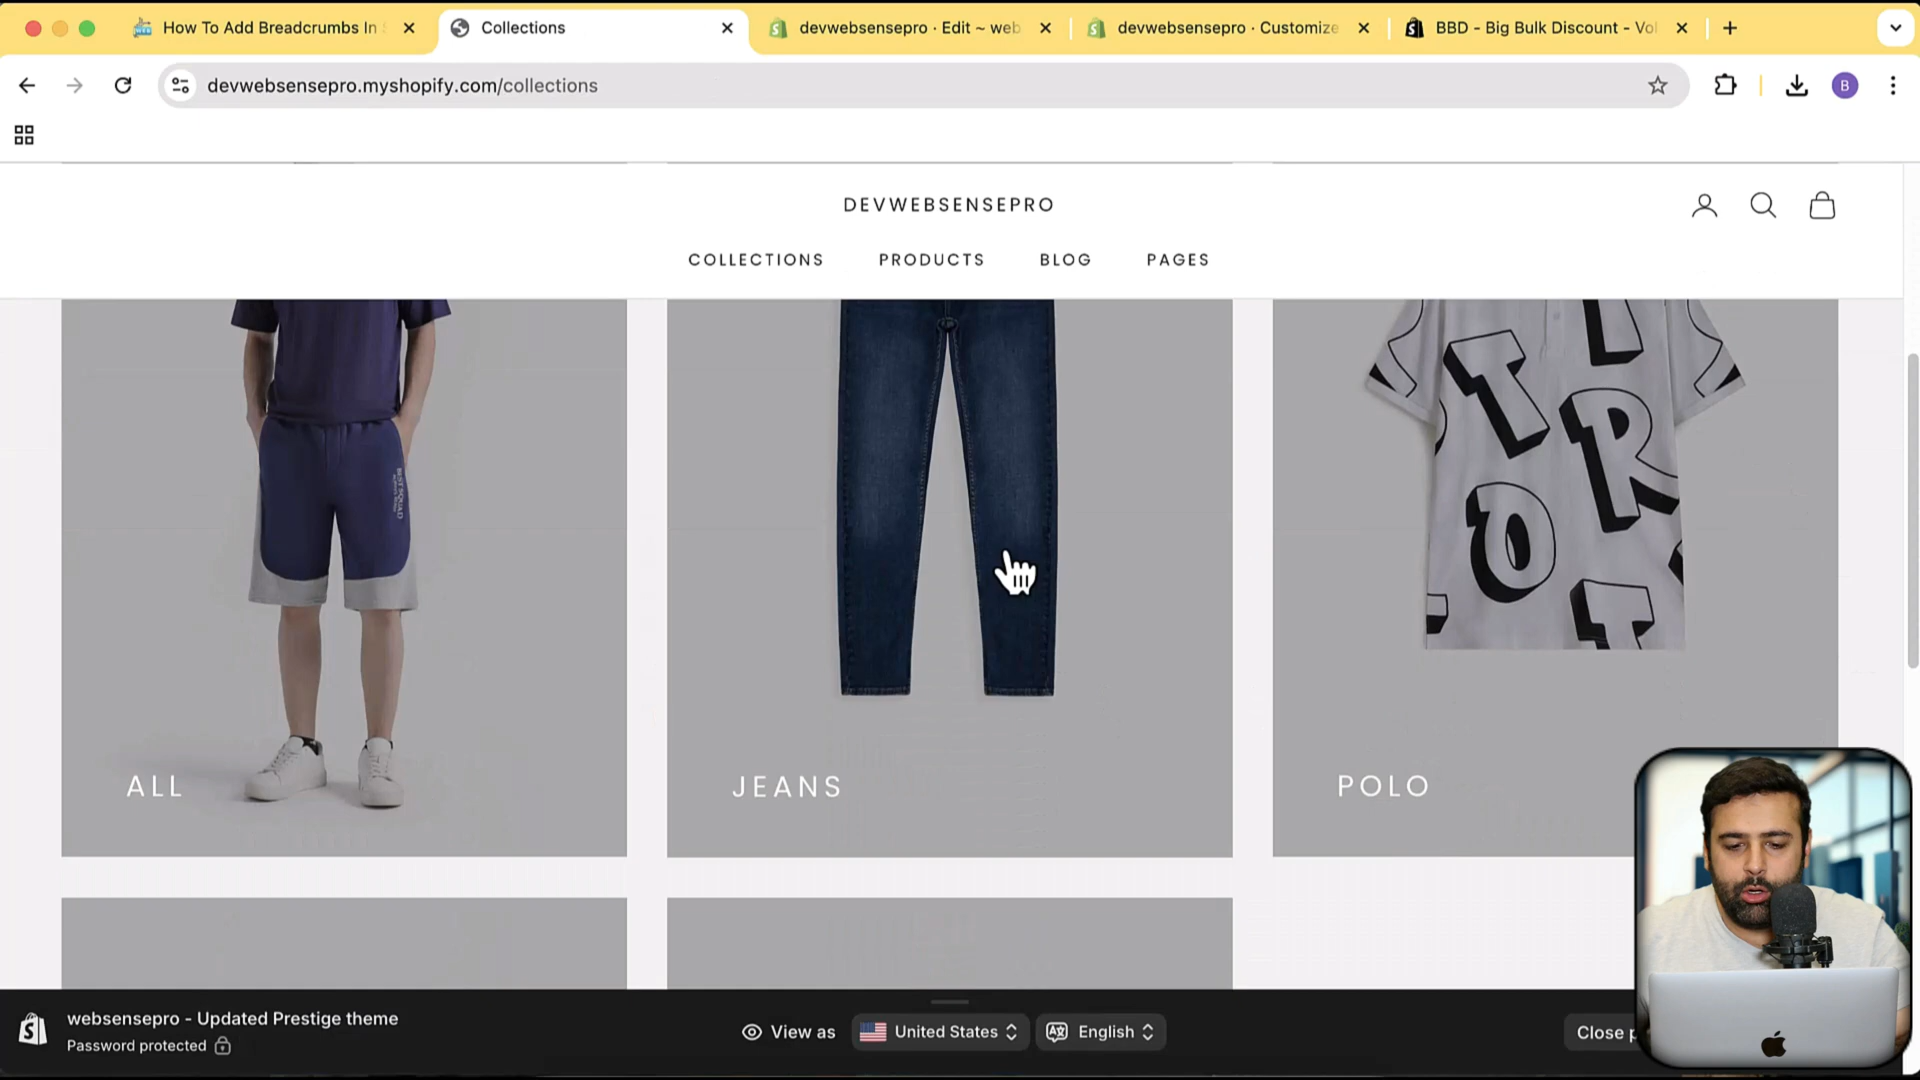 How To Add Breadcrumbs In
Collections
devwebsensepro · Edit ~ web
devwebsensepro · Customize
BBD - Big Bulk Discount - Vol
devwebsensepro.myshopify.com/collections
B
DEVWEBSENSEPRO
COLLECTIONS PRODUCTS BLOG PAGES
ALL
JEANS
POLO
T
R
O
T
websensepro - Updated Prestige theme
Password protected
View as
United States
English
Close p